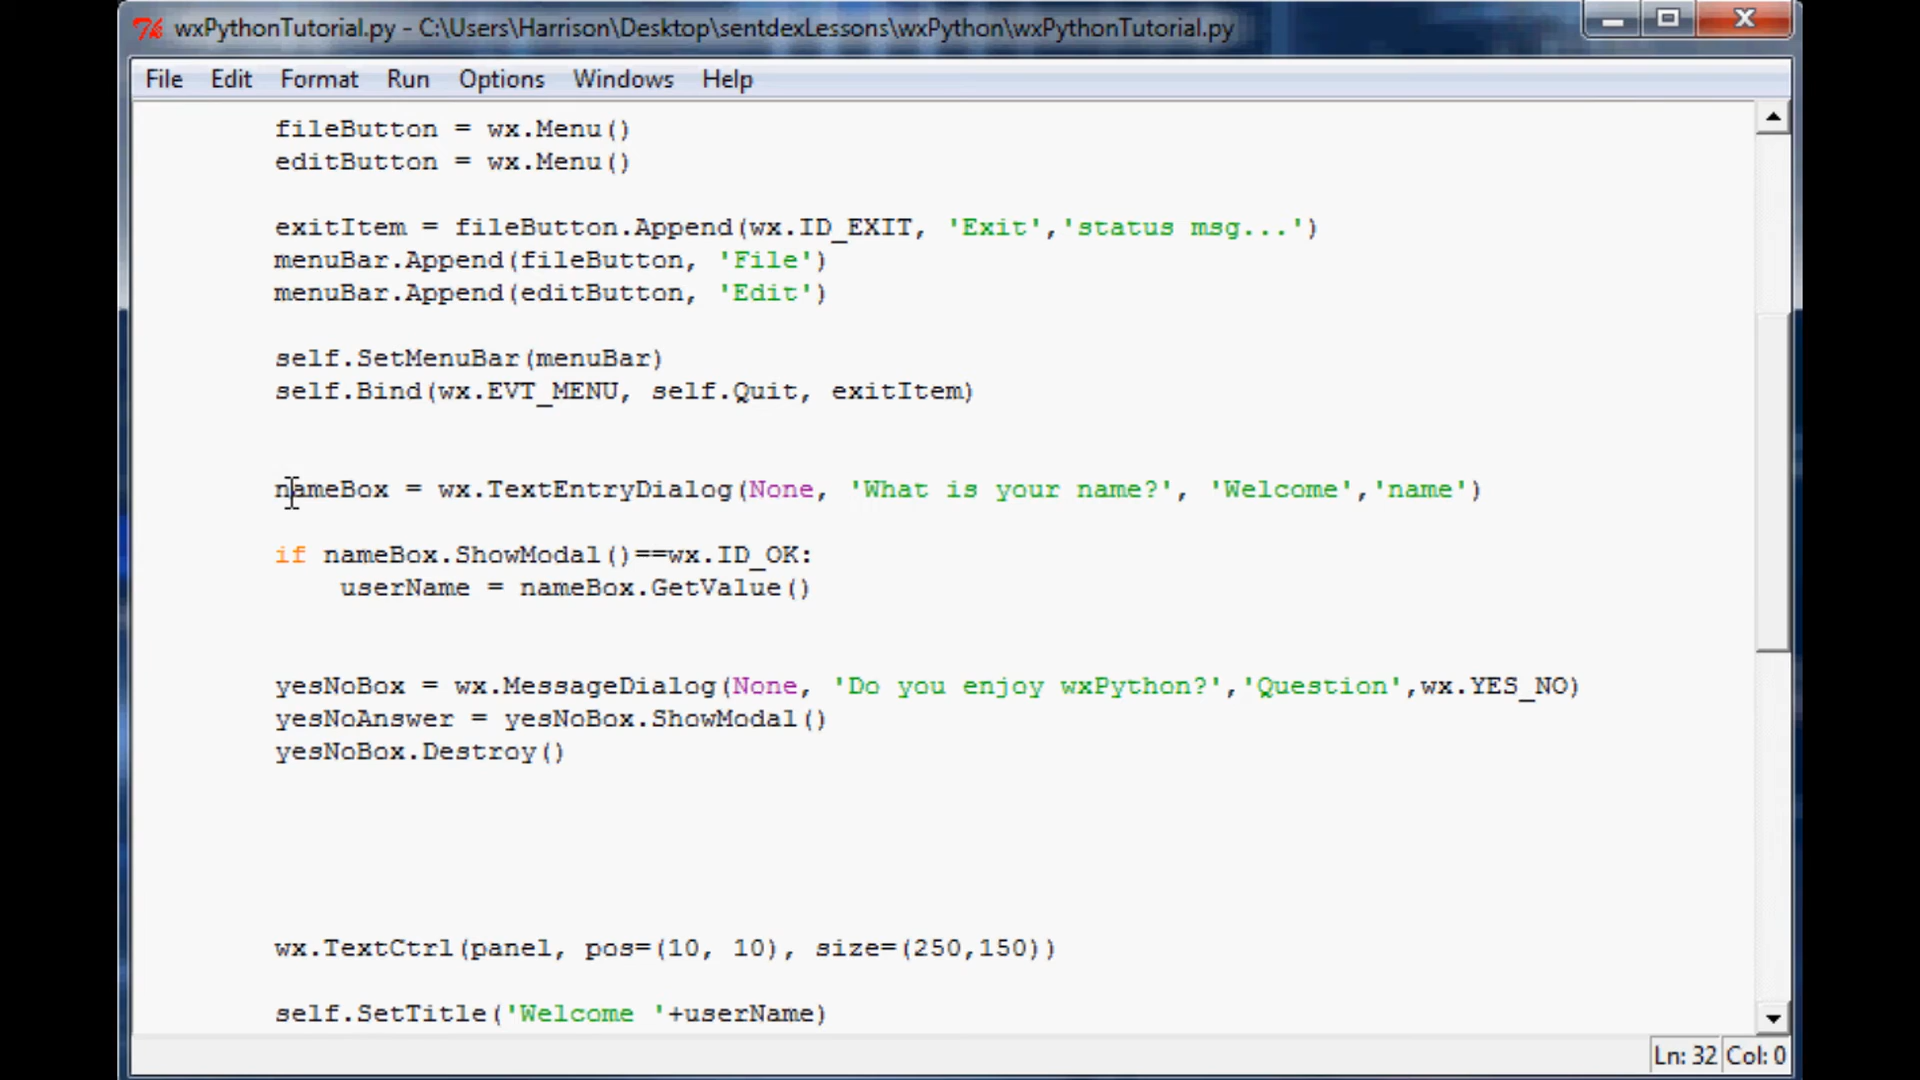 wxPythonTutorial.py - C:\Users\Harrison\Desktop\sentdexLessons\wxPython\wxPythonTutorial.py
File Edit Format Run Options Windows Help
fileButton = wx.Menu()
editButton = wx.Menu()
exitItem = fileButton.Append(wx.ID_EXIT, 'Exit','status msg...')
menuBar.Append(fileButton, 'File')
menuBar.Append(editButton, 'Edit')
self.SetMenuBar(menuBar)
self.Bind(wx.EVT_MENU, self.Quit, exitItem)
nameBox = wx.TextEntryDialog(None, 'What is your name?', 'Welcome','name')
if nameBox.ShowModal()==wx.ID_OK:
userName = nameBox.GetValue()
yesNoBox = wx.MessageDialog(None, 'Do you enjoy wxPython?','Question',wx.YES_NO)
yesNoAnswer = yesNoBox.ShowModal()
yesNoBox.Destroy()
wx.TextCtrl(panel, pos=(10, 10), size=(250,150))
self.SetTitle('Welcome '+userName)
Ln: 32 Col: 0